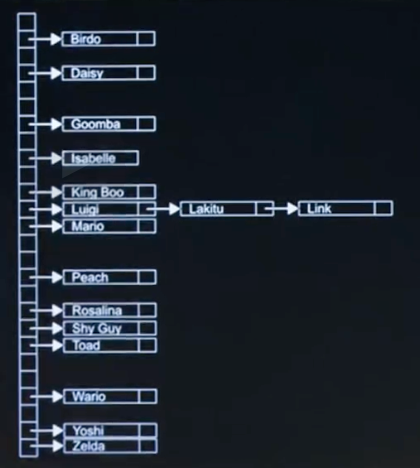 Birdo
Daisy
Goomba
Isabelle
King Boo
Luigi Lakitu Link
Mario
Peach
Rosalina
Shy Guy
Toad
Wario
Yoshi
Zelda